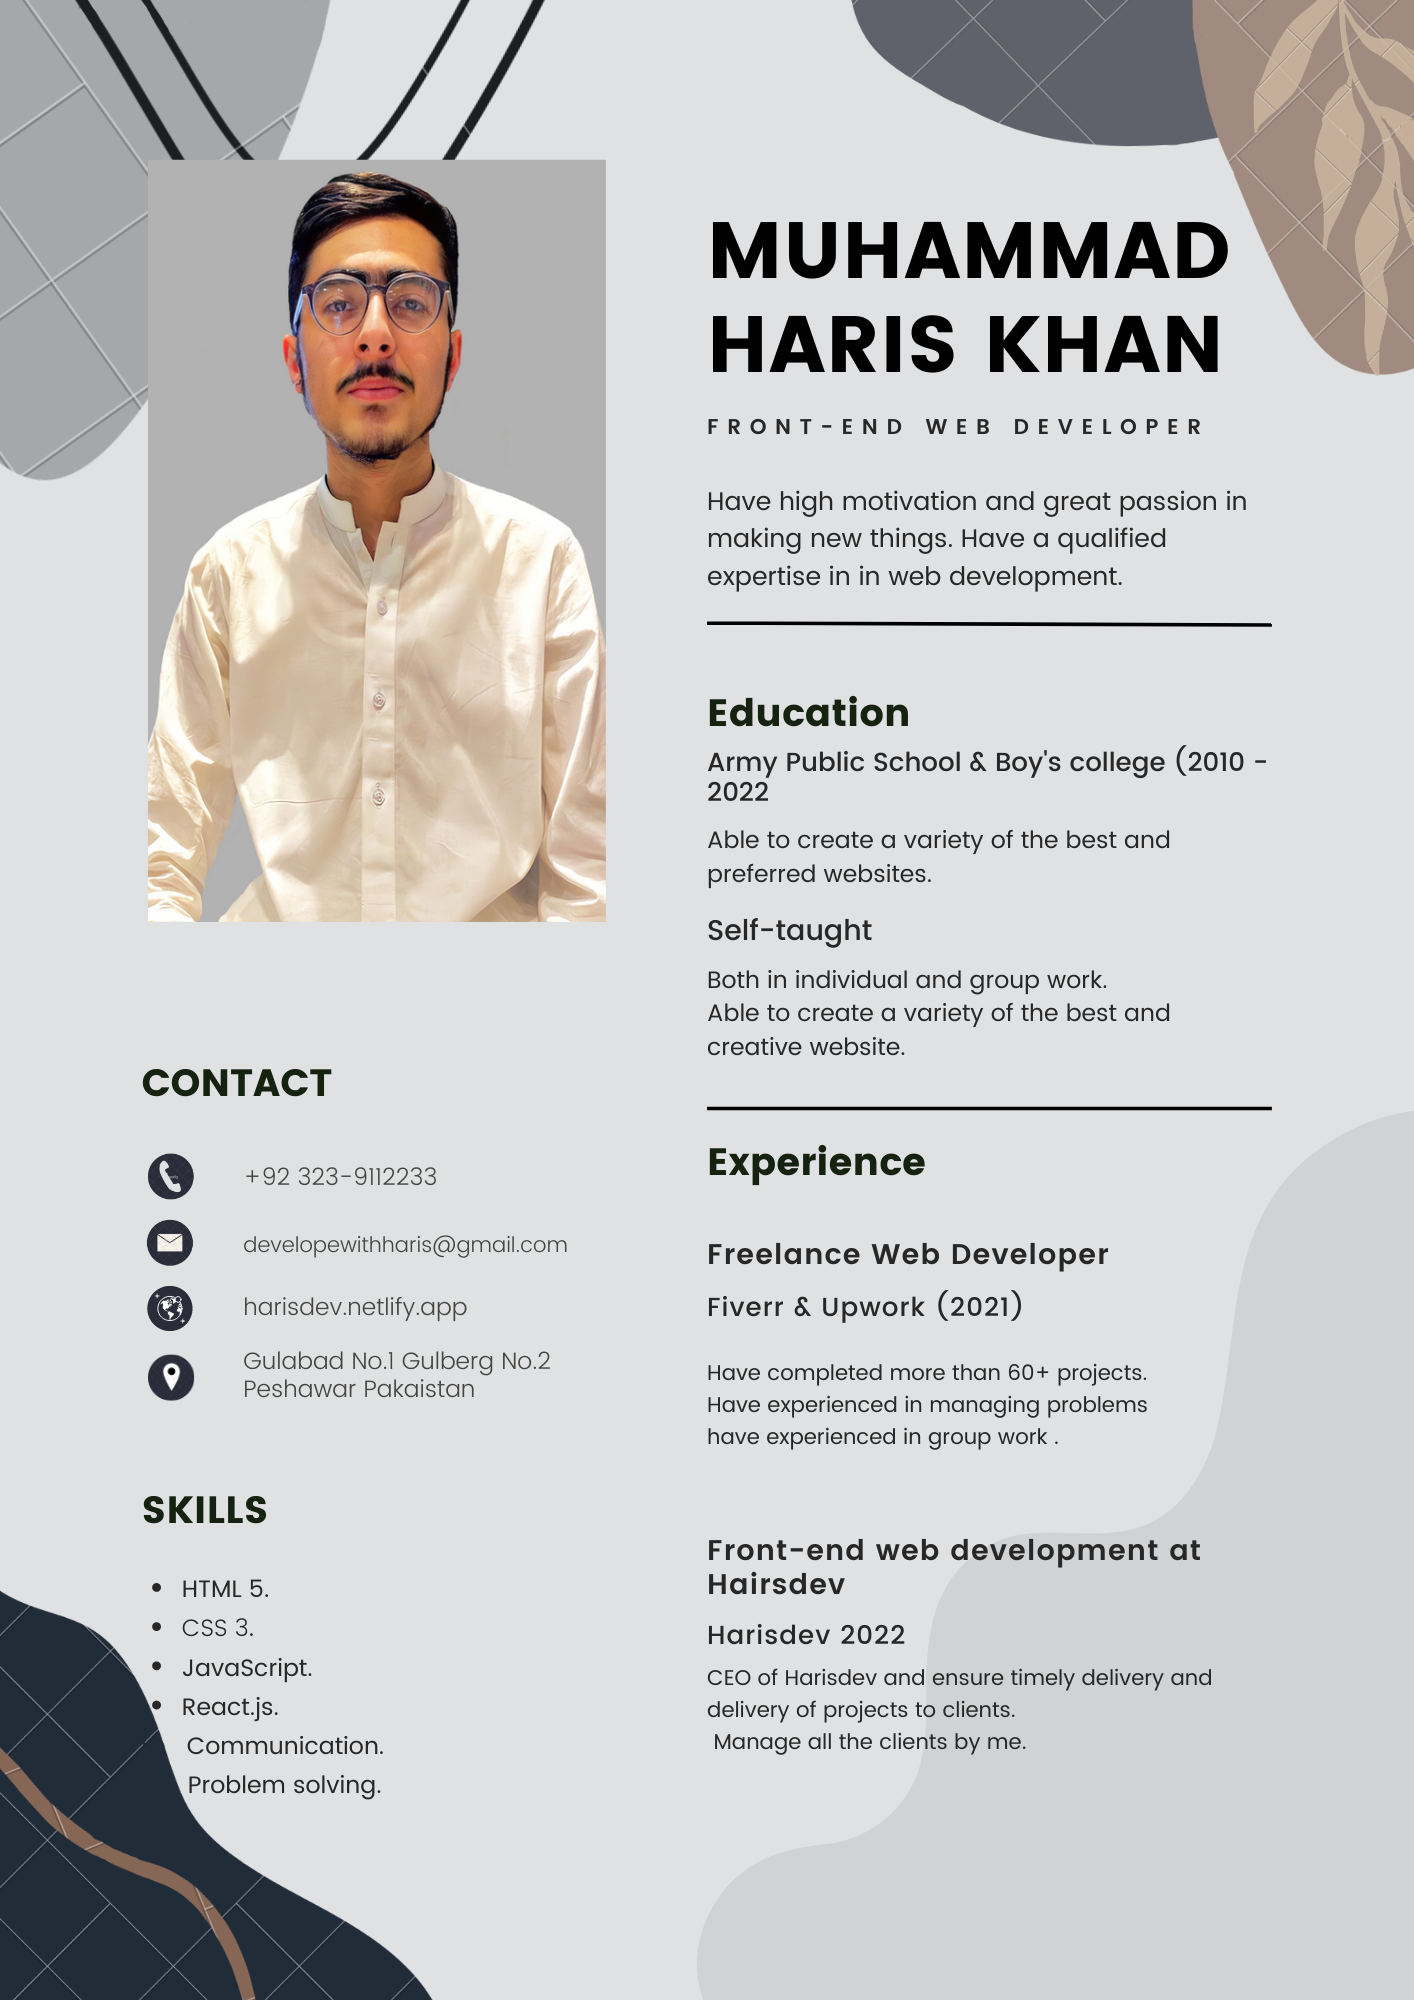 MUHAMMAD
HARIS KHAN
FRONT-END WEB DEVELOPER
Have high motivation and great passion in
making new things. Have a qualified
expertise in in web development.
Education
Army Public School & Boy's college (2010 -
2022
Able to create a variety of the best and
preferred websites.
Self-taught
Both in individual and group work.
Able to create a variety of the best and
creative website.
Experience
Freelance Web Developer
Fiverr & Upwork (2021)
Have completed more than 60+ projects.
Have experienced in managing problems
have experienced in group work .
Front-end web development at
Hairsdev
Harisdev 2022
CEO of Harisdev and ensure timely delivery and
delivery of projects to clients.
Manage all the clients by me.
CONTACT
+92 323-9112233
developewithharis@gmail.com
harisdev.netlify.app
Gulabad No.1 Gulberg No.2
Peshawar Pakaistan
SKILLS
• HTML 5.
• CSS 3.
• JavaScript.
• React.js.
Communication.
Problem solving.